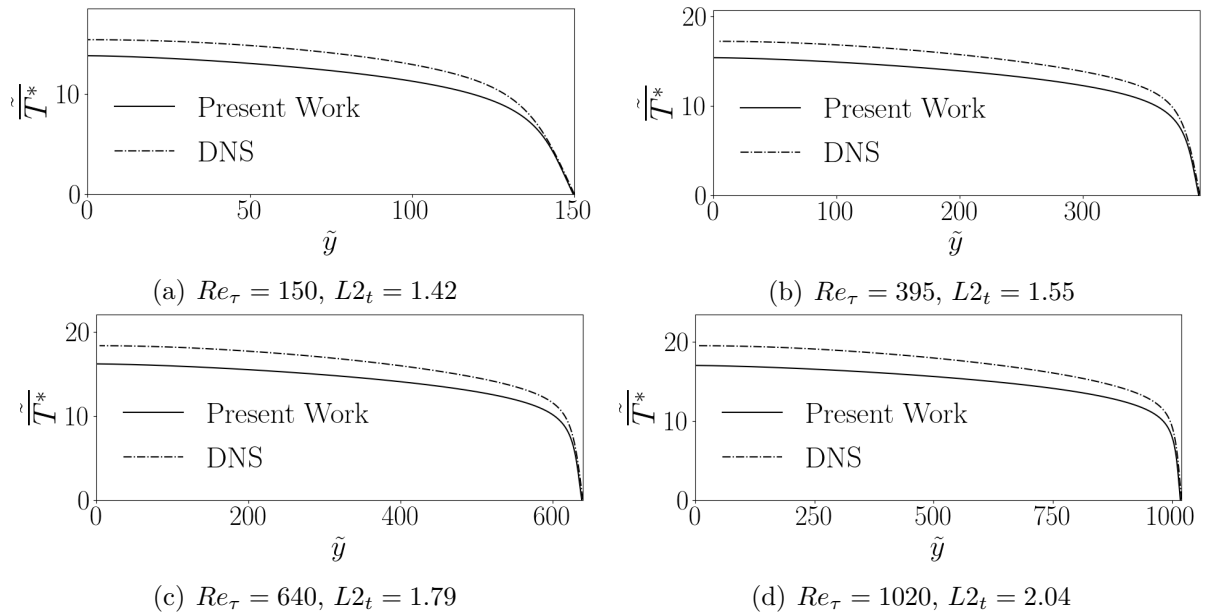 10
0
T̃*
Present Work
DNS
0
50
100
150
ỹ
(a) Re_τ = 150, L2_t = 1.42
20
10
0
T̃*
Present Work
DNS
0
100
200
300
ỹ
(b) Re_τ = 395, L2_t = 1.55
20
10
0
T̃*
Present Work
DNS
0
200
400
600
ỹ
(c) Re_τ = 640, L2_t = 1.79
20
10
0
T̃*
Present Work
DNS
0
250
500
750
1000
ỹ
(d) Re_τ = 1020, L2_t = 2.04